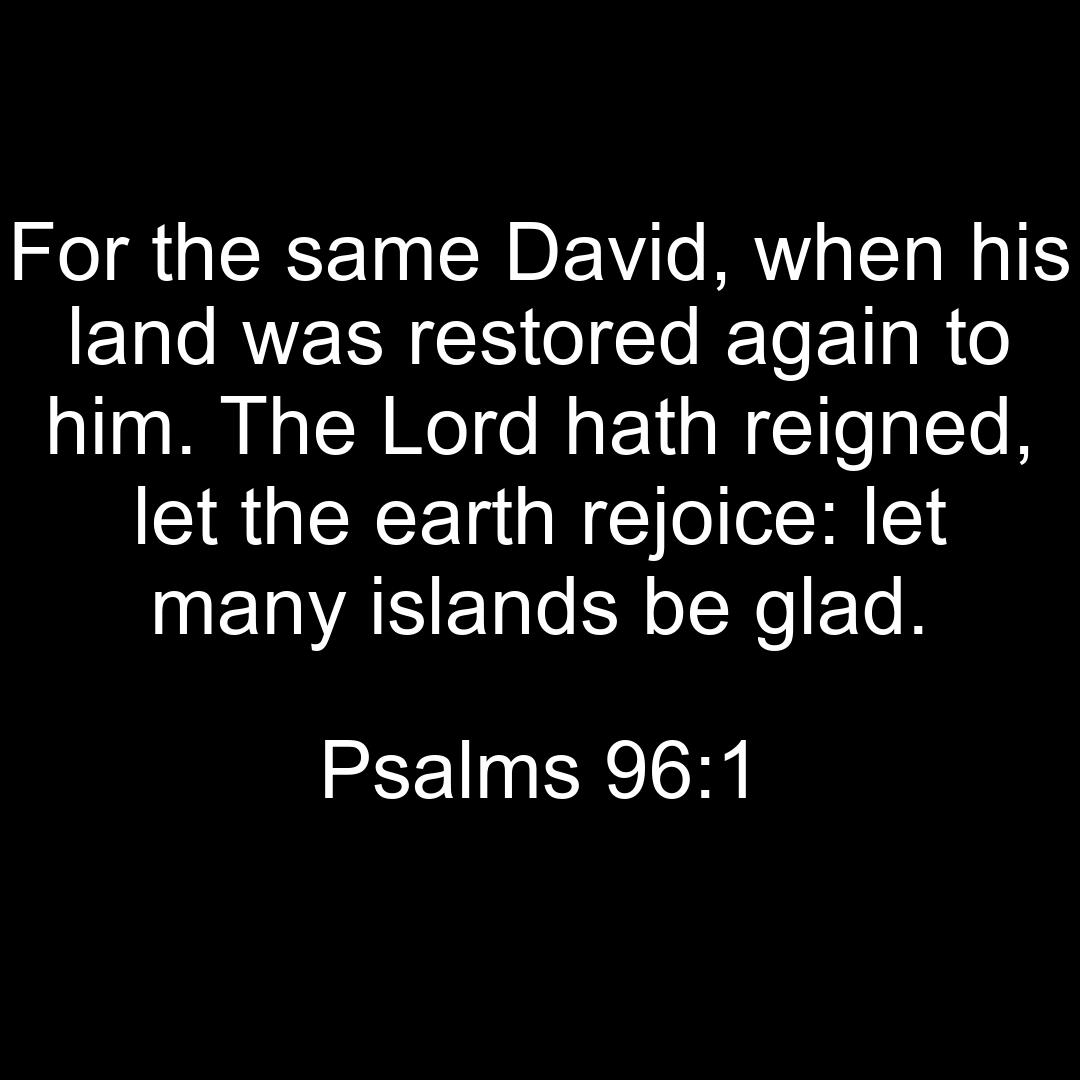 For the same David, when his
land was restored again to
him. The Lord hath reigned,
let the earth rejoice: let
many islands be glad.
Psalms 96:1